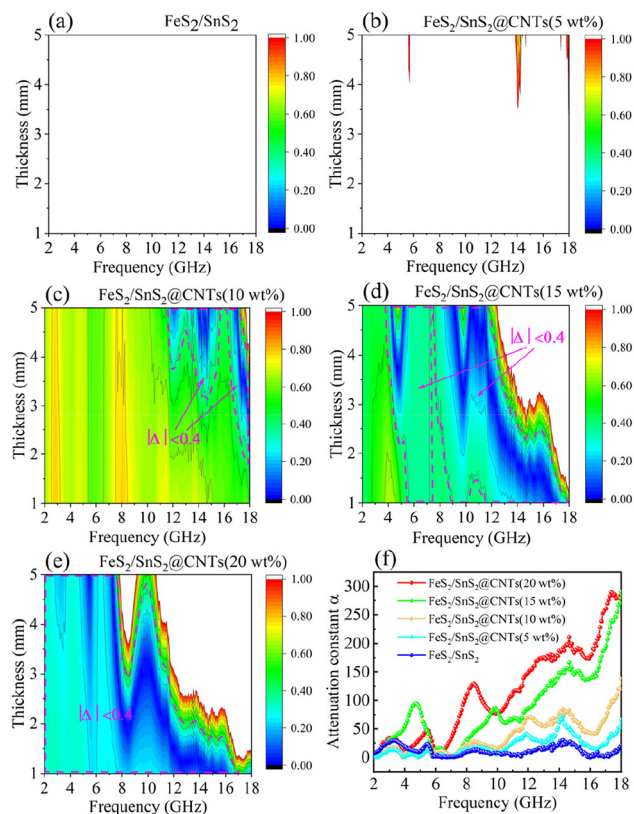 (a) FeS2/SnS2
Thickness (mm)
5
4
3
2
1
2 4 6 8 10 12 14 16 18
Frequency (GHz)
1.00
0.80
0.60
0.40
0.20
0.00
(b) FeS2/SnS2@CNTs(5 wt%)
Thickness (mm)
5
4
3
2
1
2 4 6 8 10 12 14 16 18
Frequency (GHz)
1.00
0.80
0.60
0.40
0.20
0.00
(c) FeS2/SnS2@CNTs(10 wt%)
Thickness (mm)
5
4
3
2
1
|Δ|<0.4
2 4 6 8 10 12 14 16 18
Frequency (GHz)
1.00
0.80
0.60
0.40
0.20
0.00
(d) FeS2/SnS2@CNTs(15 wt%)
Thickness (mm)
5
4
3
2
1
|Δ|<0.4
2 4 6 8 10 12 14 16 18
Frequency (GHz)
1.00
0.80
0.60
0.40
0.20
0.00
(e) FeS2/SnS2@CNTs(20 wt%)
Thickness (mm)
5
4
3
2
1
|Δ|<0.4
2 4 6 8 10 12 14 16 18
Frequency (GHz)
1.00
0.80
0.60
0.40
0.20
0.00
(f)
Attenuation constant α
300
250
200
150
100
50
0
FeS2/SnS2@CNTs(20 wt%)
FeS2/SnS2@CNTs(15 wt%)
FeS2/SnS2@CNTs(10 wt%)
FeS2/SnS2@CNTs(5 wt%)
FeS2/SnS2
2 4 6 8 10 12 14 16 18
Frequency (GHz)